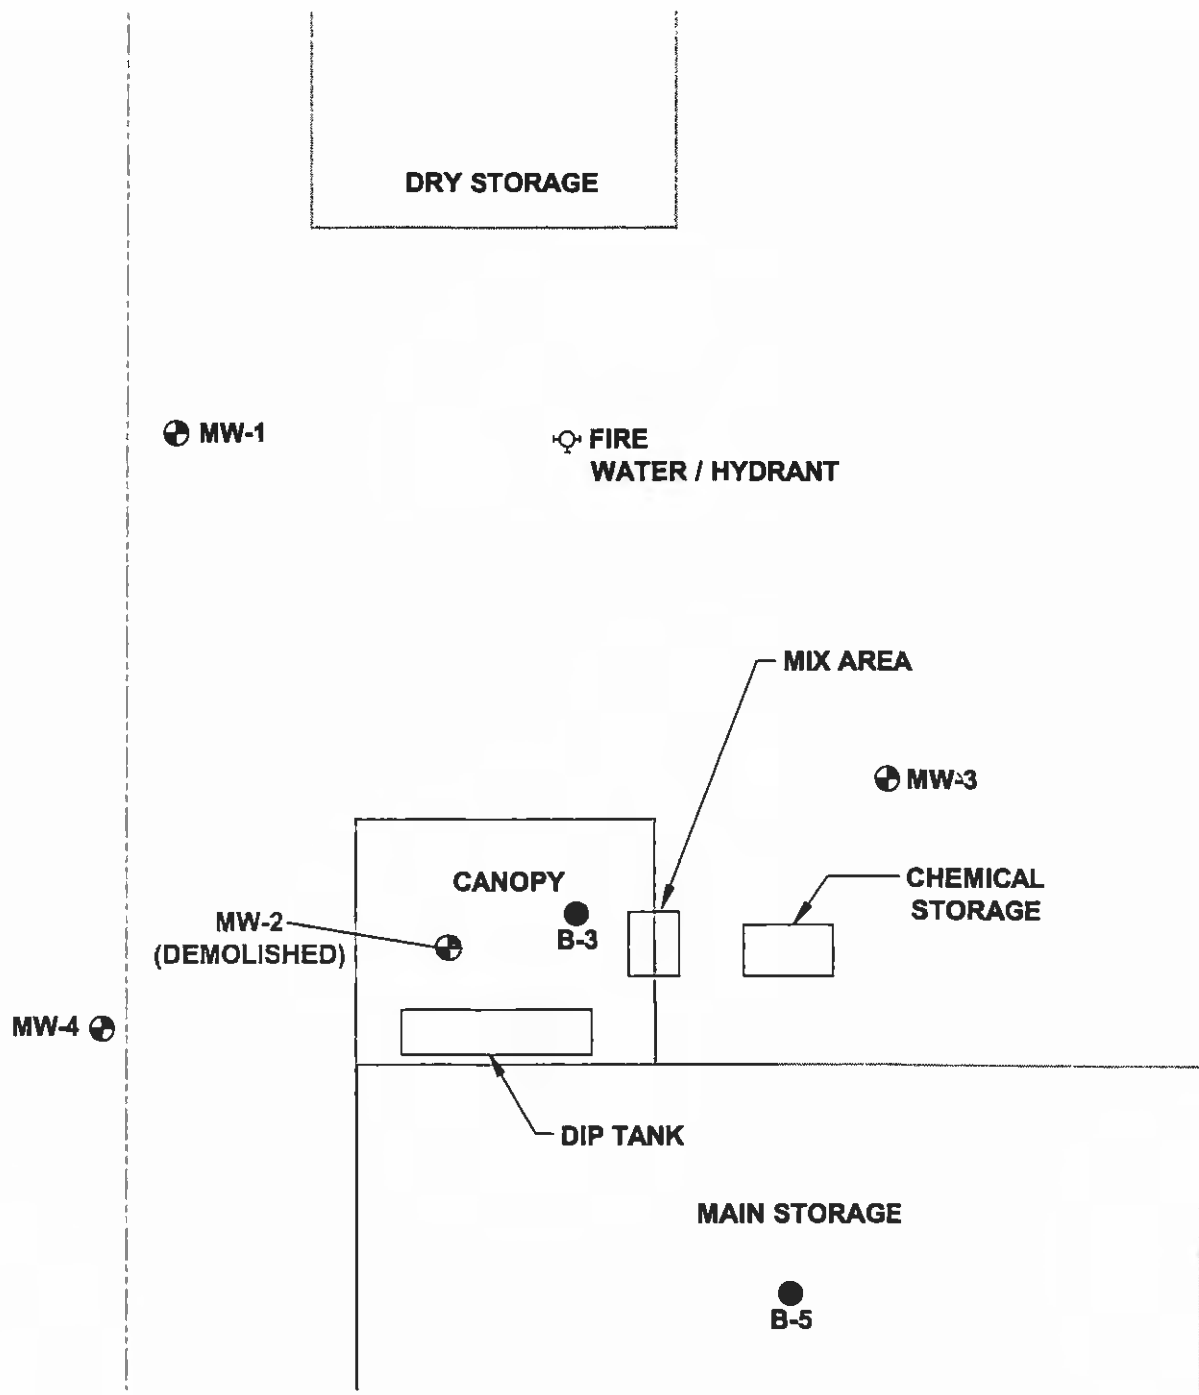 DRY STORAGE
MW-1
FIRE
WATER / HYDRANT
MIX AREA
MW-3
CANOPY
CHEMICAL
STORAGE
MW-2
(DEMOLISHED)
B-3
MW-4
DIP TANK
MAIN STORAGE
B-5